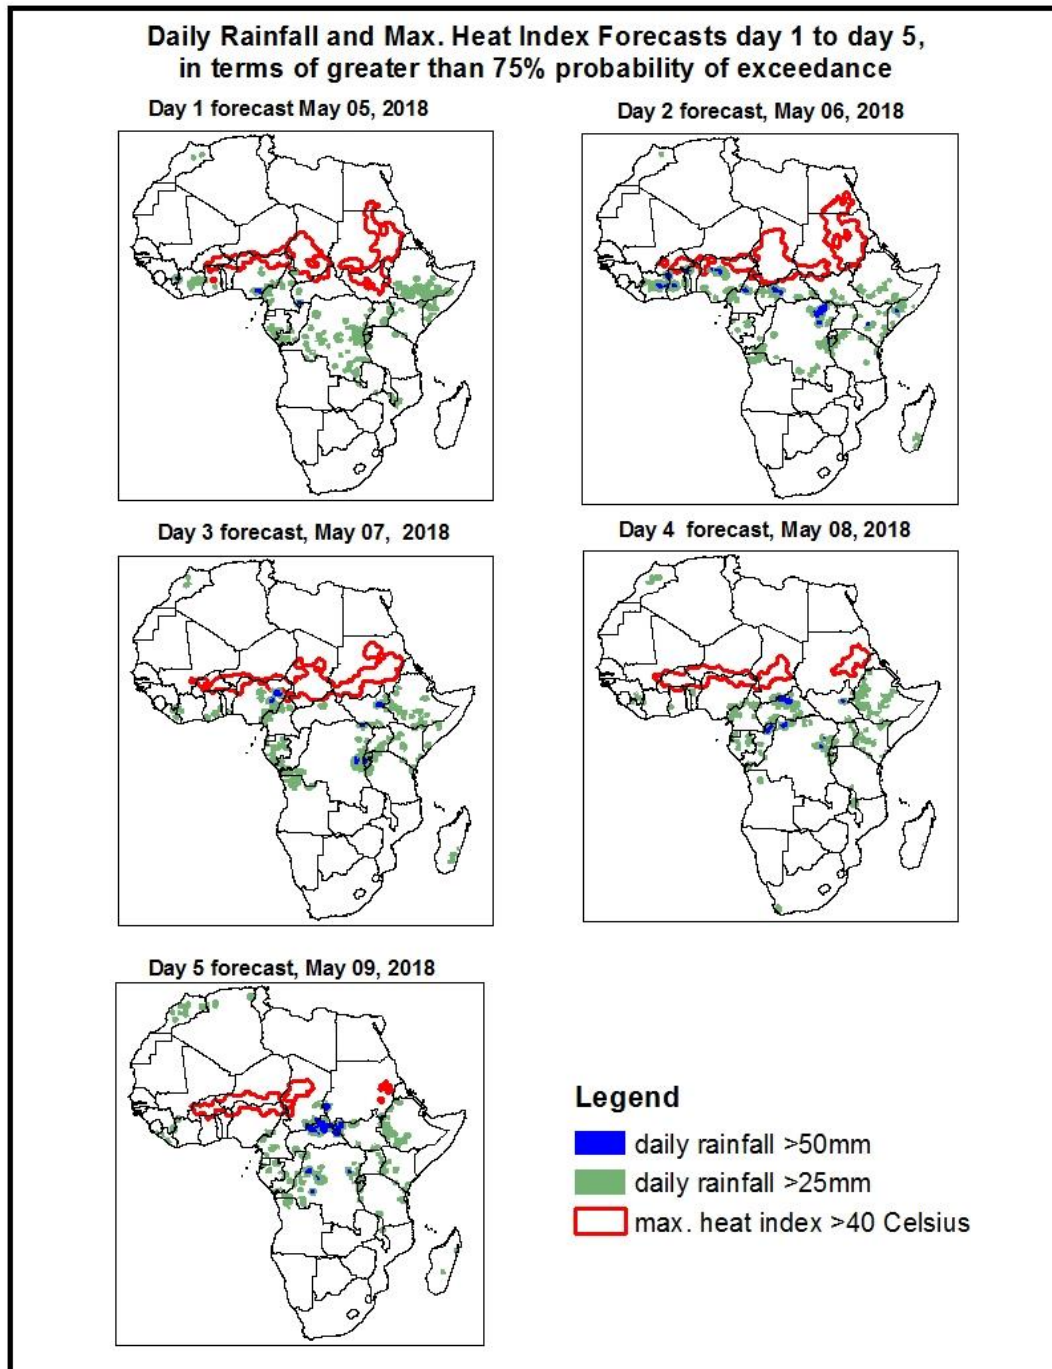 Daily Rainfall and Max. Heat Index Forecasts day 1 to day 5,
in terms of greater than 75% probability of exceedance
Day 1 forecast May 05, 2018
Day 2 forecast, May 06, 2018
Day 3 forecast, May 07, 2018
Day 4 forecast, May 08, 2018
Day 5 forecast, May 09, 2018
Legend
daily rainfall >50mm
daily rainfall >25mm
max. heat index >40 Celsius